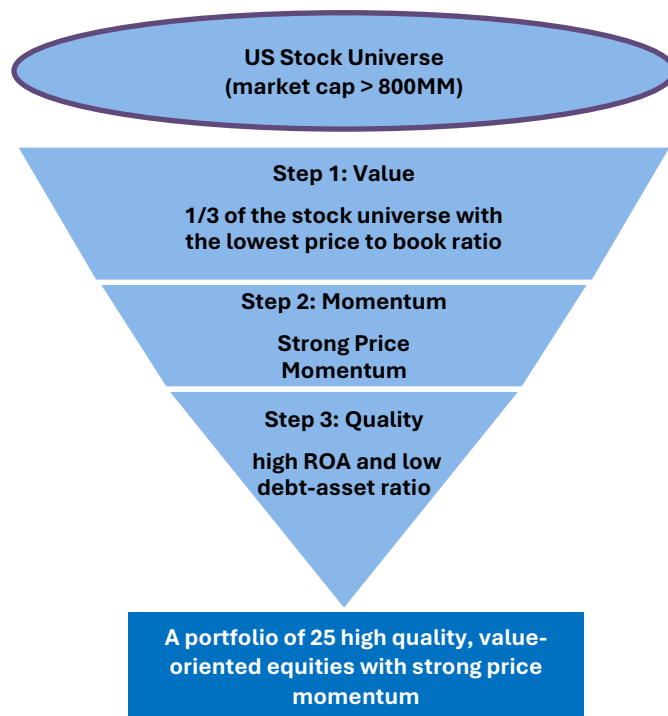 US Stock Universe
(market cap > 800MM)
Step 1: Value
1/3 of the stock universe with
the lowest price to book ratio
Step 2: Momentum
Strong Price
Momentum
Step 3: Quality
high ROA and low
debt-asset ratio
A portfolio of 25 high quality, value-
oriented equities with strong price
momentum